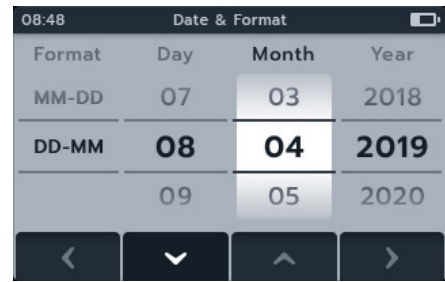 08:48 Date & Format
Format Day Month Year
MM-DD 07 03 2018
DD-MM 08 04 2019
09 05 2020